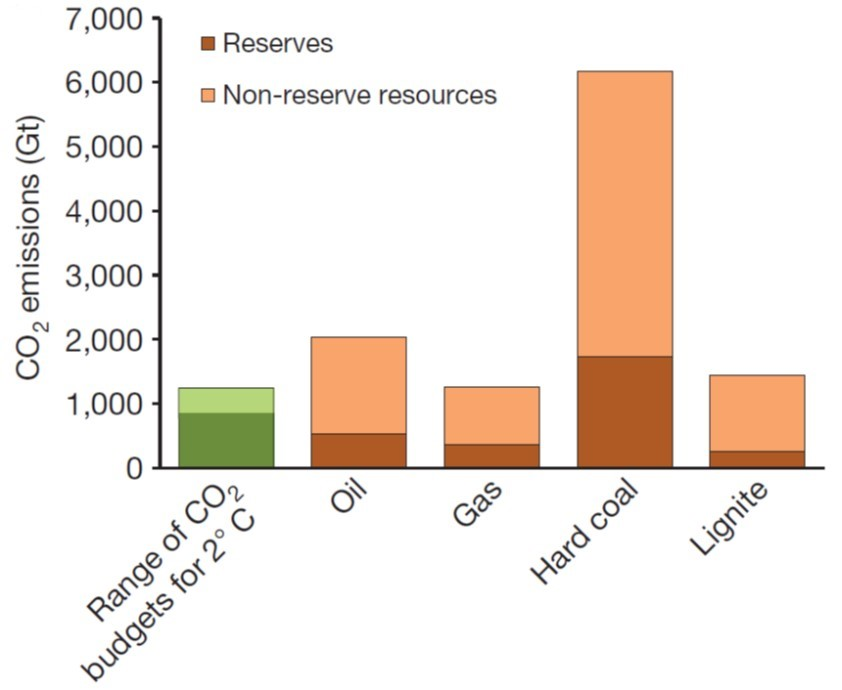 7,000
6,000
5,000
4,000
3,000
2,000
1,000
0
CO₂ emissions (Gt)
Reserves
Non-reserve resources
Range of CO₂
budgets for 2° C
Oil
Gas
Hard coal
Lignite